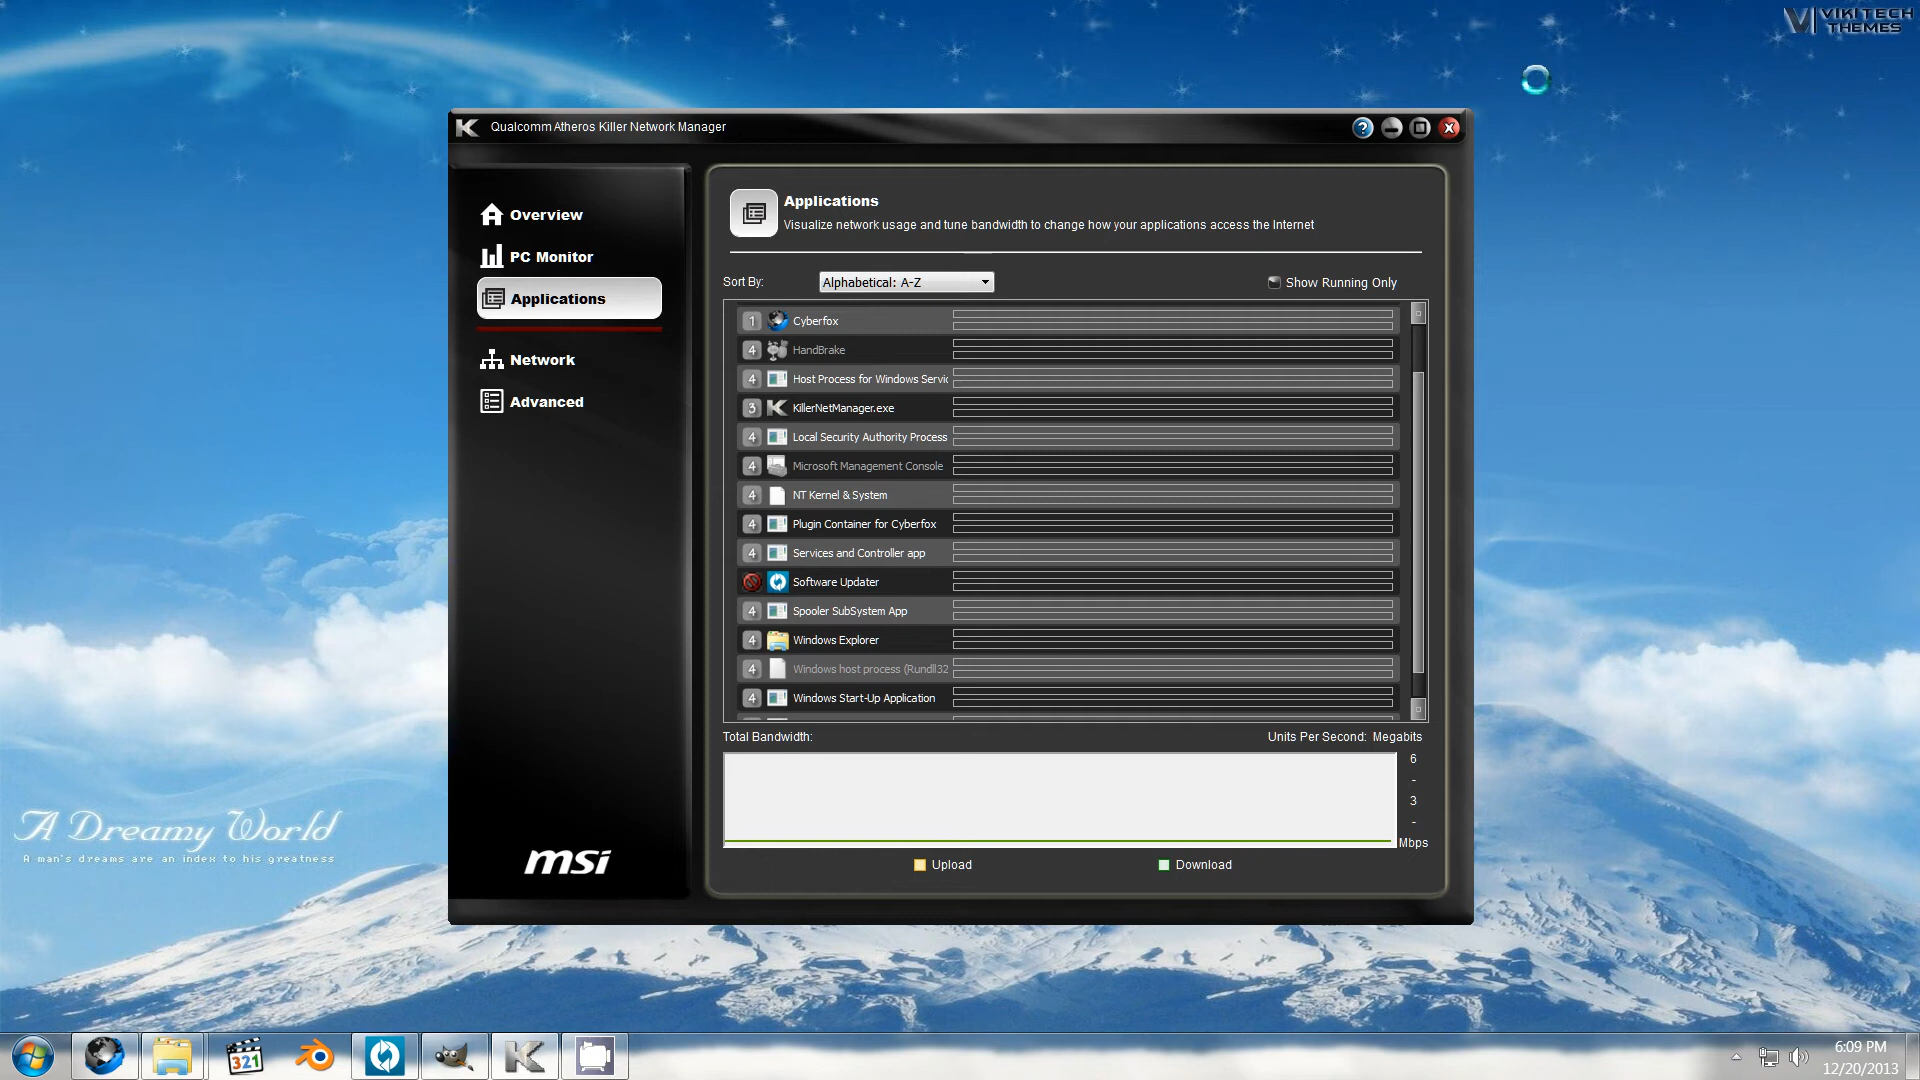 VIKITECH
THEMES
Qualcomm Atheros Killer Network Manager
?
Overview
PC Monitor
Applications
Network
Advanced
msi
Applications
Visualize network usage and tune bandwidth to change how your applications access the Internet
Sort By: Alphabetical: A-Z Show Running Only
1 Cyberfox
4 HandBrake
4 Host Process for Windows Servic
3 KillerNetManager.exe
4 Local Security Authority Process
4 Microsoft Management Console
4 NT Kernel & System
4 Plugin Container for Cyberfox
4 Services and Controller app
Software Updater
4 Spooler SubSystem App
4 Windows Explorer
4 Windows host process (Rundll32
4 Windows Start-Up Application
Total Bandwidth: Units Per Second: Megabits
6
-
3
-
Mbps
Upload Download
A Dreamy World
A man's dreams are an index to his greatness
321
6:09 PM
12/20/2013